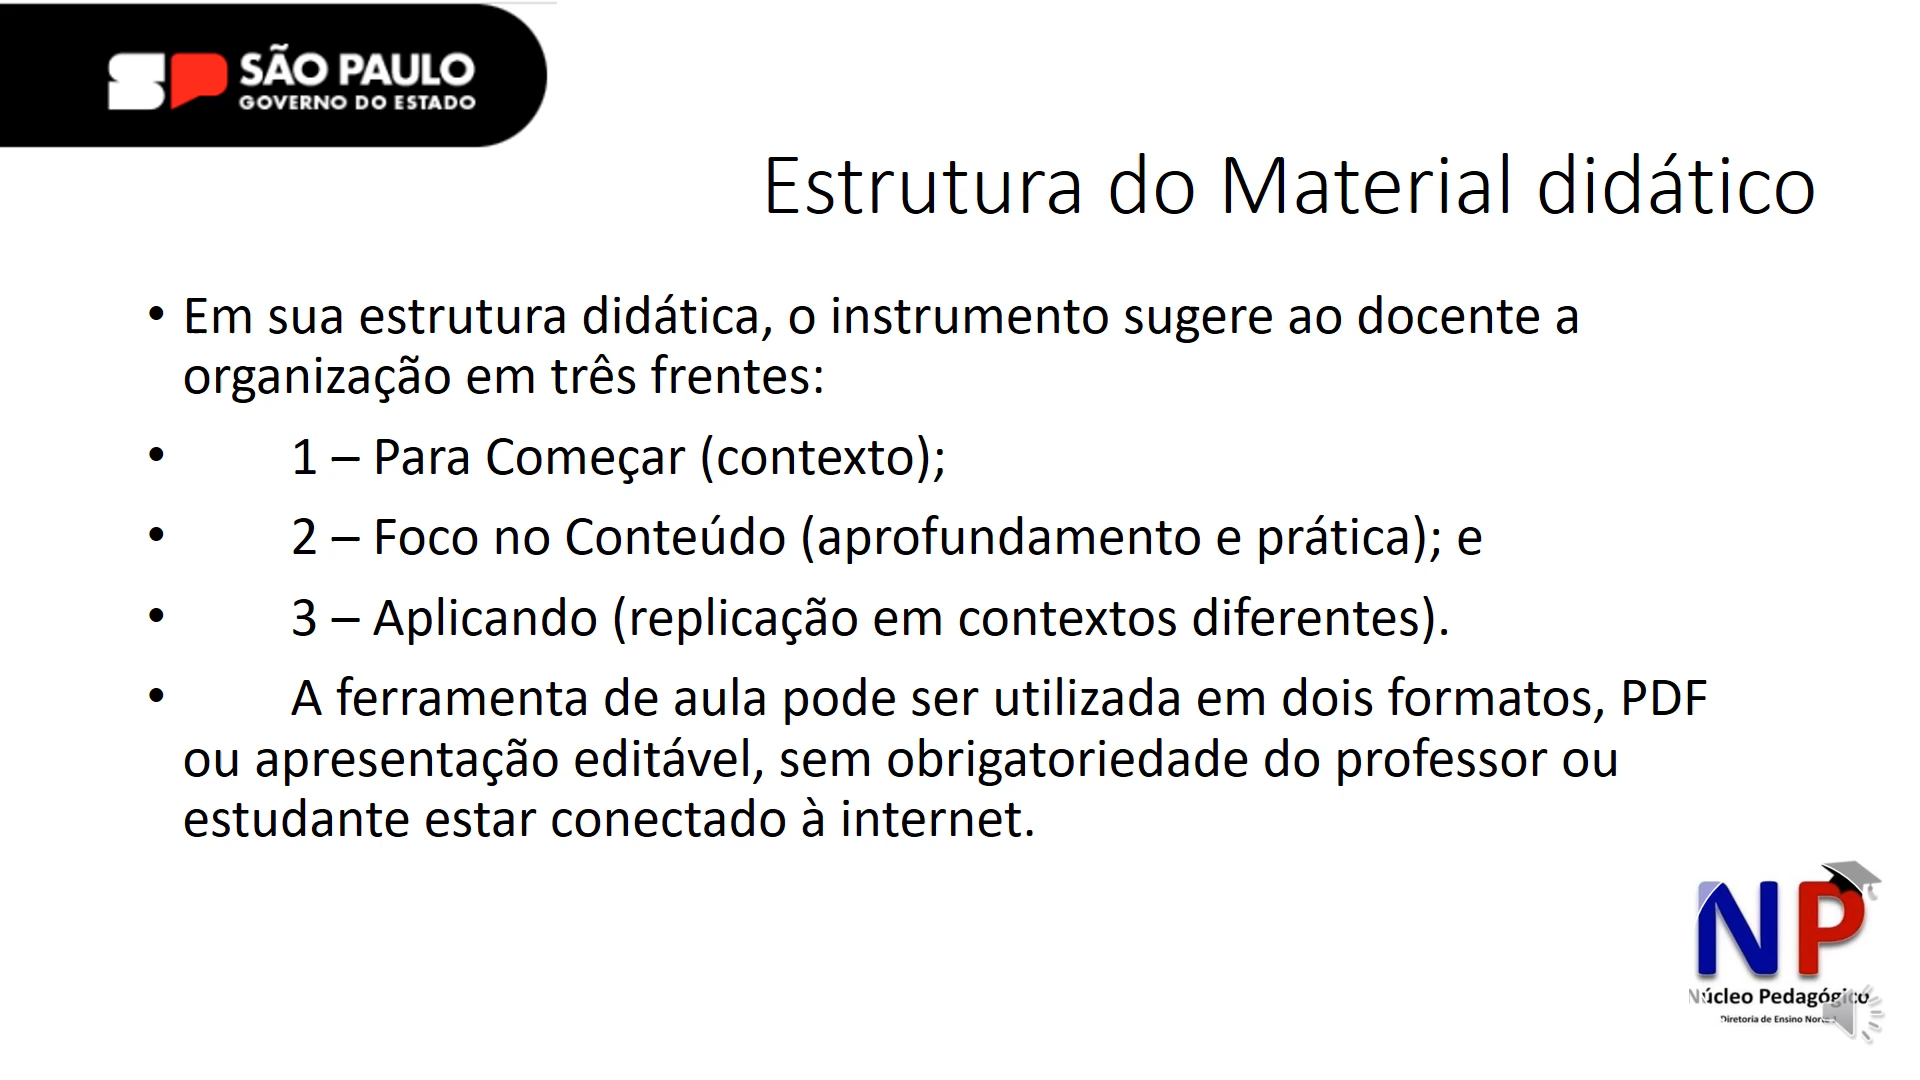 SÃO PAULO
GOVERNO DO ESTADO
Estrutura do Material didático
• Em sua estrutura didática, o instrumento sugere ao docente a
organização em três frentes:
• 1 – Para Começar (contexto);
• 2 – Foco no Conteúdo (aprofundamento e prática); e
• 3 – Aplicando (replicação em contextos diferentes).
• A ferramenta de aula pode ser utilizada em dois formatos, PDF
ou apresentação editável, sem obrigatoriedade do professor ou
estudante estar conectado à internet.
NP
Núcleo Pedagógico
Diretoria de Ensino